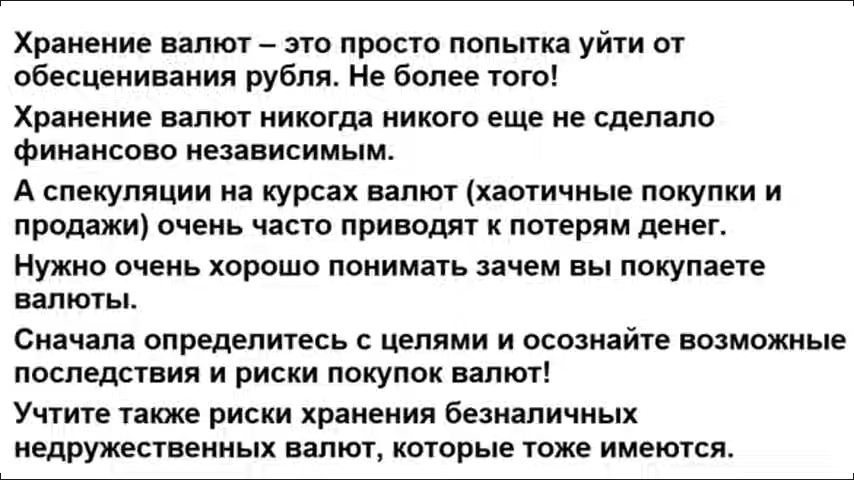 Хранение валют – это просто попытка уйти от
обесценивания рубля. Не более того!
Хранение валют никогда никого еще не сделало
финансово независимым.
А спекуляции на курсах валют (хаотичные покупки и
продажи) очень часто приводят к потерям денег.
Нужно очень хорошо понимать зачем вы покупаете
валюты.
Сначала определитесь с целями и осознайте возможные
последствия и риски покупок валют!
Учтите также риски хранения безналичных
недружественных валют, которые тоже имеются.